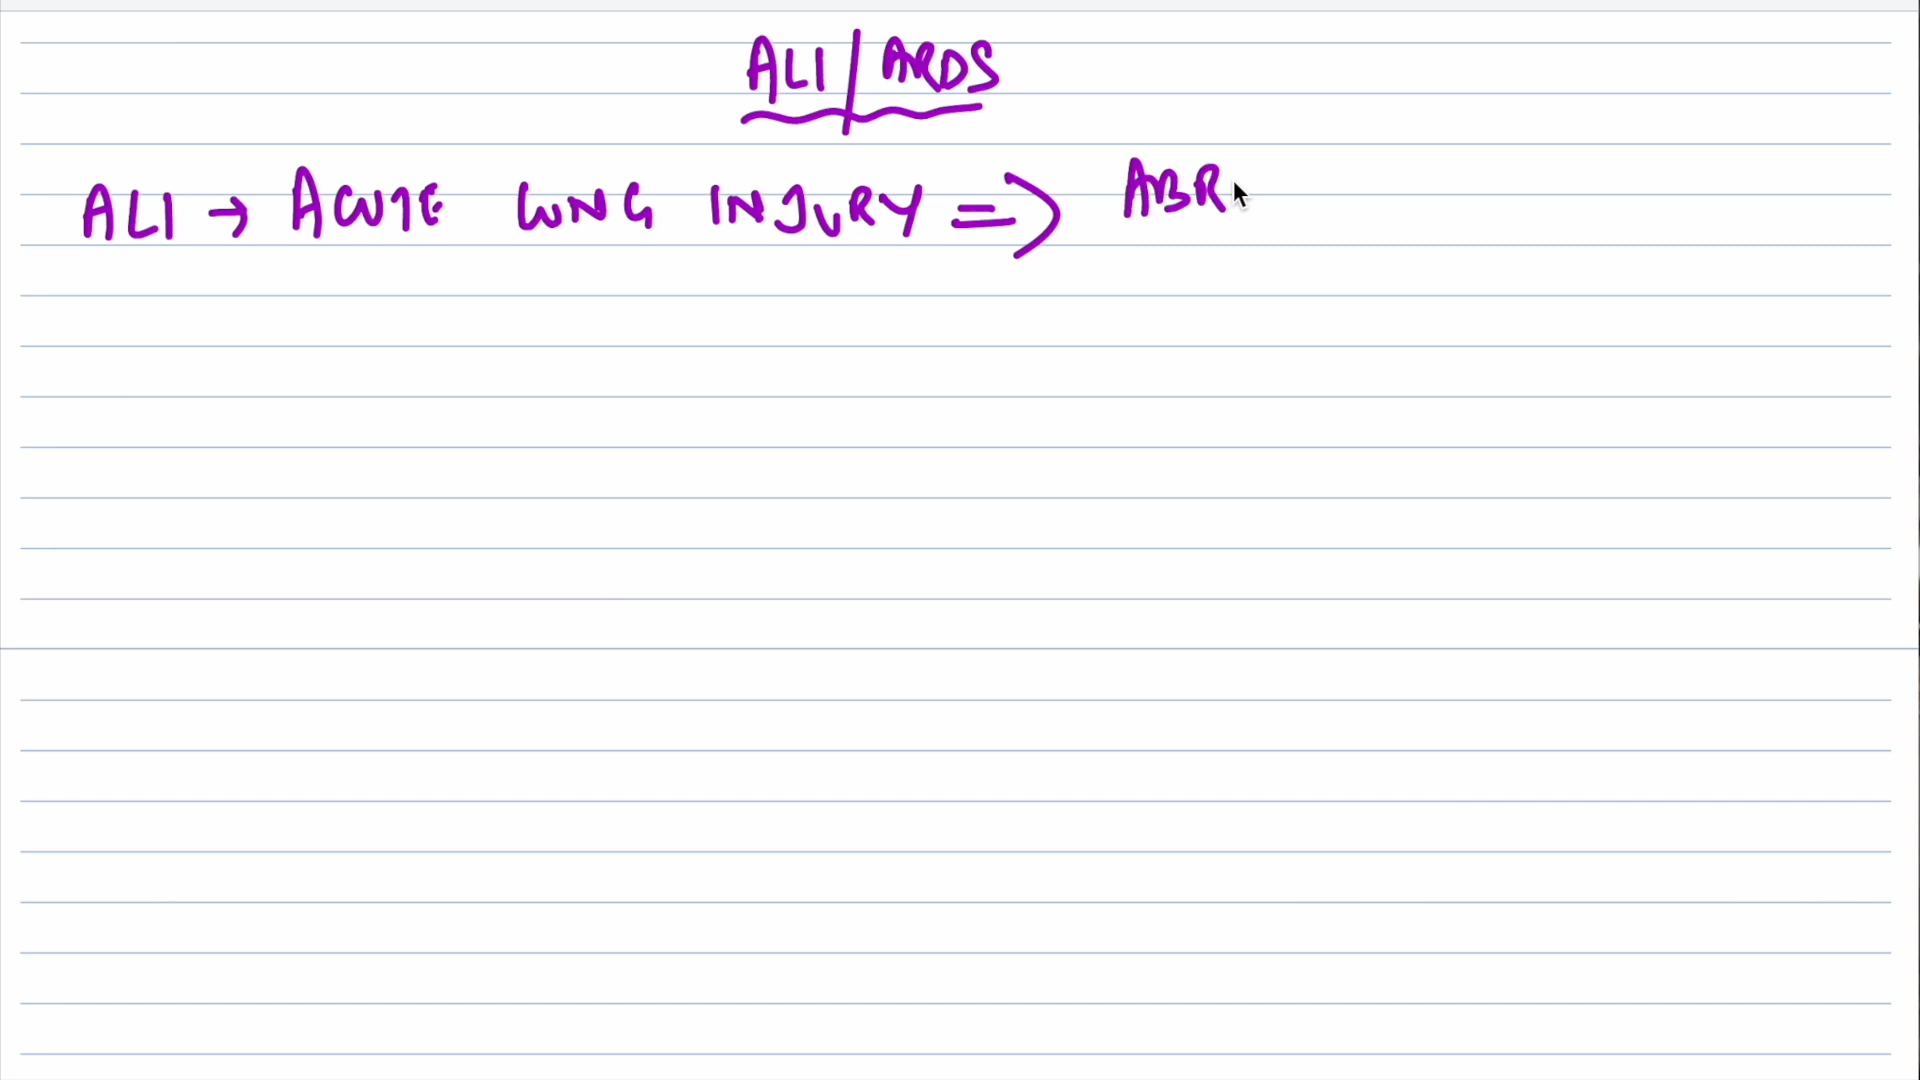 ALI/ARDS
ALI → ACUTE LUNG INJURY => ABR